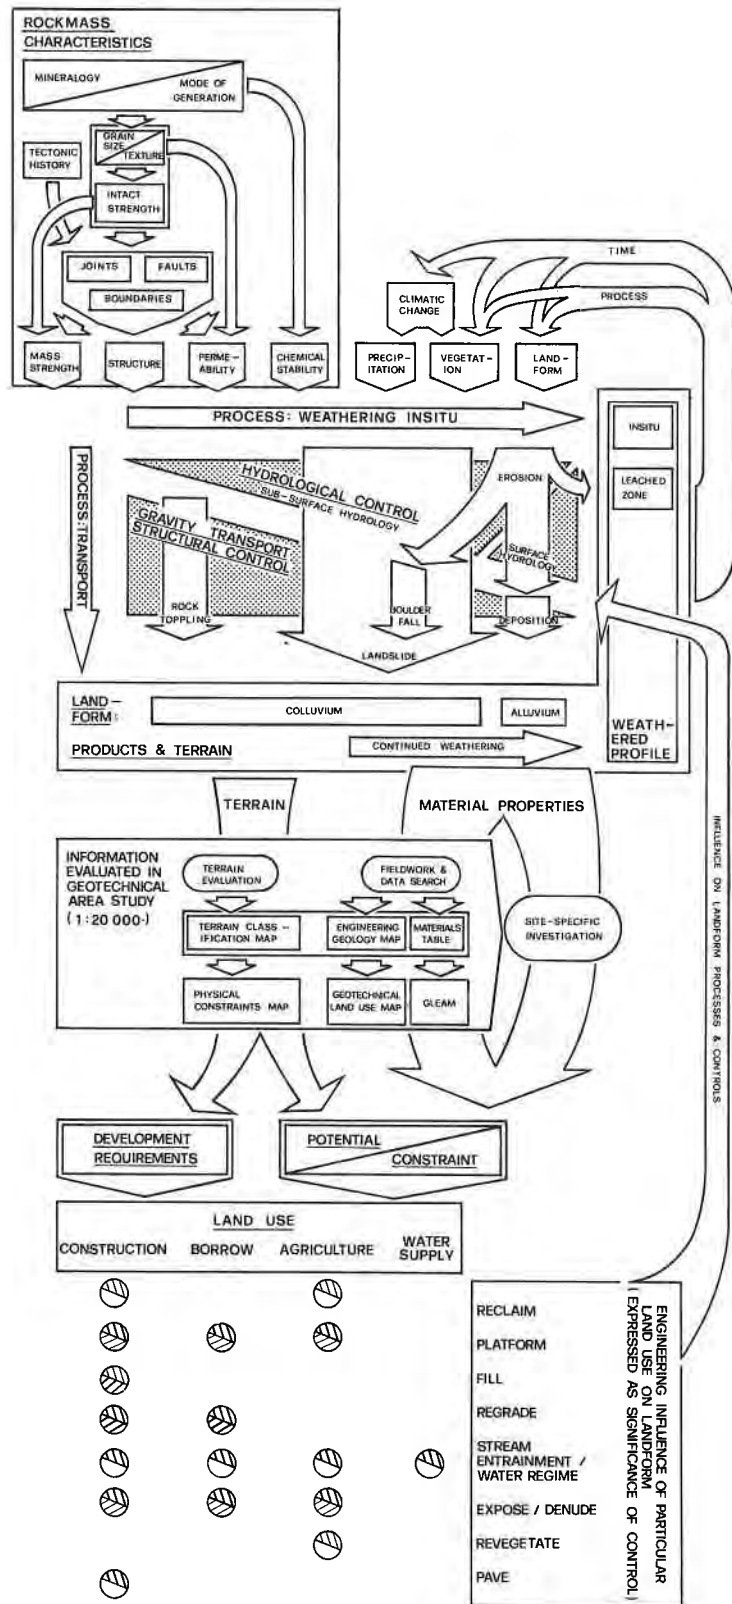 ROCKMASS
CHARACTERISTICS
MINERALOGY
MODE OF
GENERATION
GRAIN
SIZE
TEXTURE
TECTONIC
HISTORY
INTACT
STRENGTH
JOINTS
FAULTS
BOUNDARIES
MASS
STRENGTH
STRUCTURE
PERME-
ABILITY
CHEMICAL
STABILITY
TIME
PROCESS
CLIMATIC
CHANGE
PRECIP-
ITATION
VEGETAT-
ION
LAND-
FORM
PROCESS: WEATHERING INSITU
PROCESS:TRANSPORT
INSITU
LEACHED
ZONE
HYDROLOGICAL CONTROL
SUB-SURFACE HYDROLOGY
EROSION
GRAVITY TRANSPORT
STRUCTURAL CONTROL
SURFACE
HYDROLOGY
ROCK
TOPPLING
BOULDER
FALL
DEPOSITION
LANDSLIDE
LAND-
FORM:
COLLUVIUM
ALLUVIUM
PRODUCTS & TERRAIN
CONTINUED WEATHERING
WEATH-
ERED
PROFILE
TERRAIN
MATERIAL PROPERTIES
INFORMATION
EVALUATED IN
GEOTECHNICAL
AREA STUDY
(1:20 000·)
TERRAIN
EVALUATION
FIELDWORK &
DATA SEARCH
TERRAIN CLASS -
IFICATION MAP
ENGINEERING
GEOLOGY MAP
MATERIALS
TABLE
SITE-SPECIFIC
INVESTIGATION
PHYSICAL
CONSTRAINTS MAP
GEOTECHNICAL
LAND USE MAP
GLEAM
INFLUENCE ON LANDFORM PROCESSES & CONTROLS
DEVELOPMENT
REQUIREMENTS
POTENTIAL
CONSTRAINT
LAND USE
CONSTRUCTION BORROW AGRICULTURE WATER
SUPPLY
RECLAIM
PLATFORM
FILL
REGRADE
STREAM
ENTRAINMENT /
WATER REGIME
EXPOSE / DENUDE
REVEGETATE
PAVE
ENGINEERING INFLUENCE OF PARTICULAR
LAND USE ON LANDFORM
(EXPRESSED AS SIGNIFICANCE OF CONTROL)